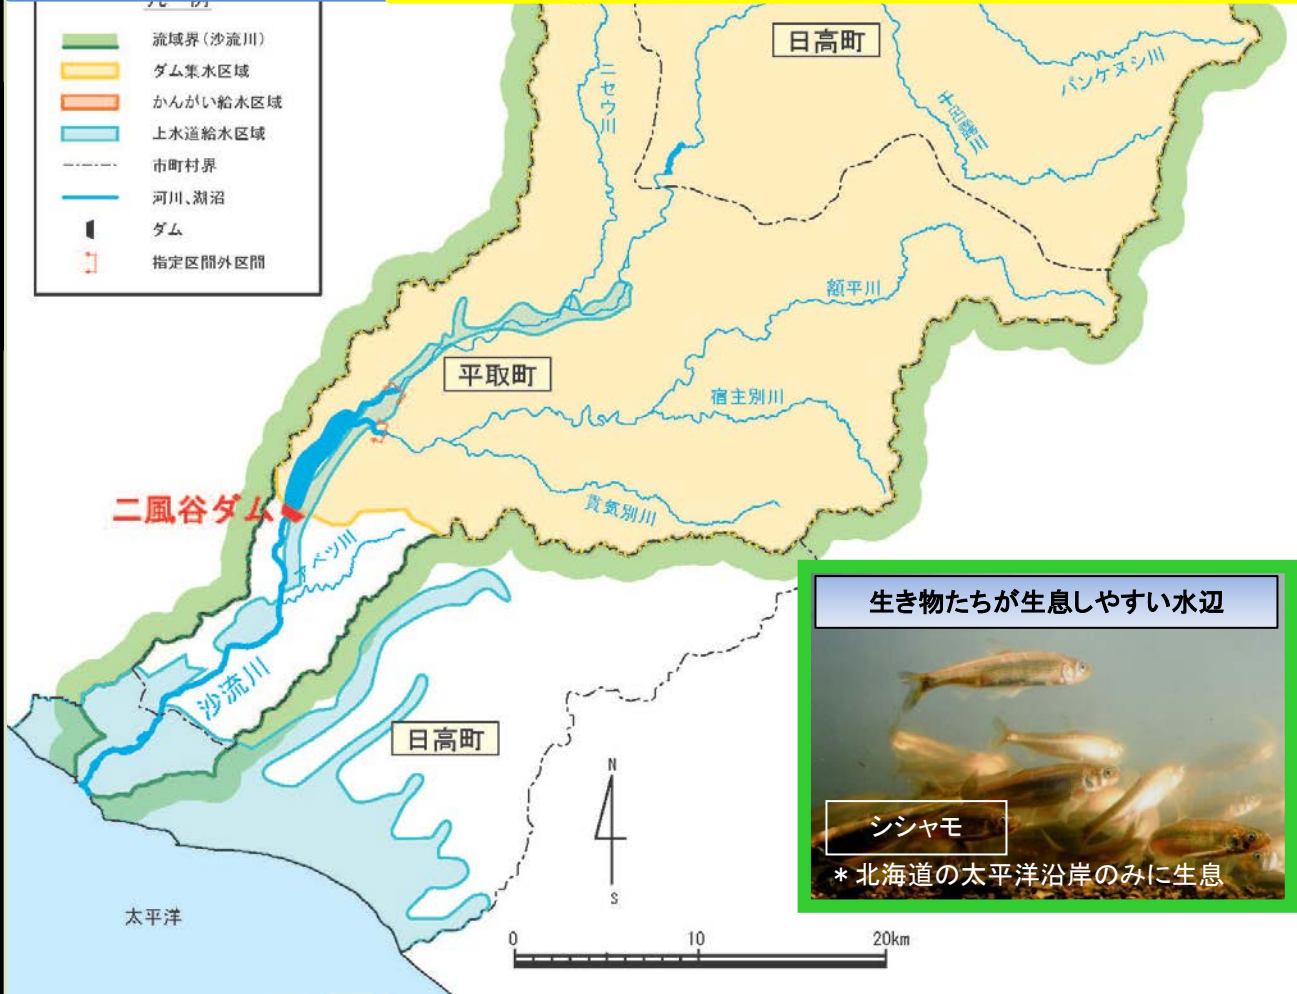 凡 例
流域界(沙流川)
ダム集水区域
かんがい給水区域
上水道給水区域
市町村界
河川、湖沼
ダム
指定区間外区間
日高町
ニセウ川
パンケヌシ川
千呂露川
額平川
平取町
宿主別川
貫気別川
二風谷ダム
沙流川
日高町
太平洋
N
S
0 10 20km
生き物たちが生息しやすい水辺
シシャモ
*北海道の太平洋沿岸のみに生息